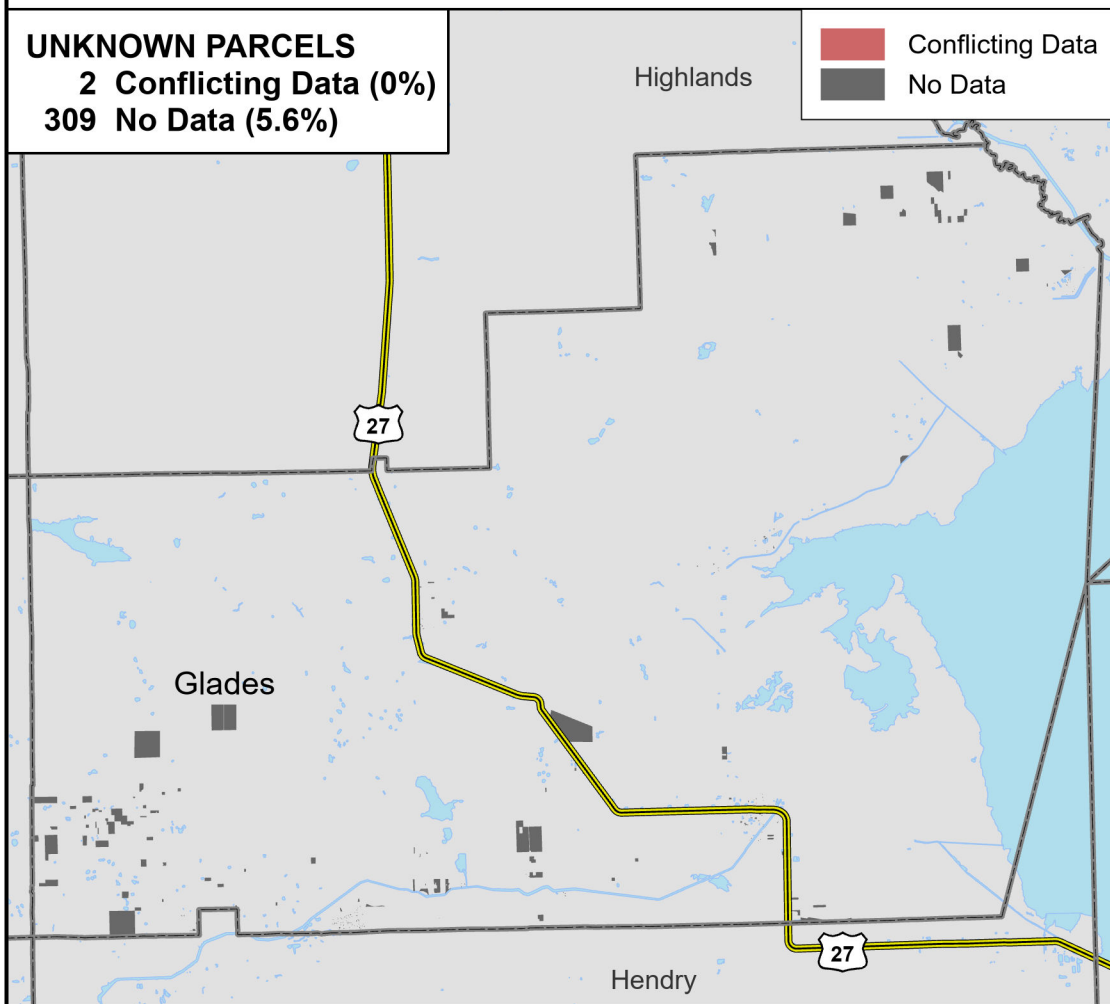 UNKNOWN PARCELS
2 Conflicting Data (0%)
309 No Data (5.6%)
Conflicting Data
No Data
Highlands
27
Glades
27
Hendry